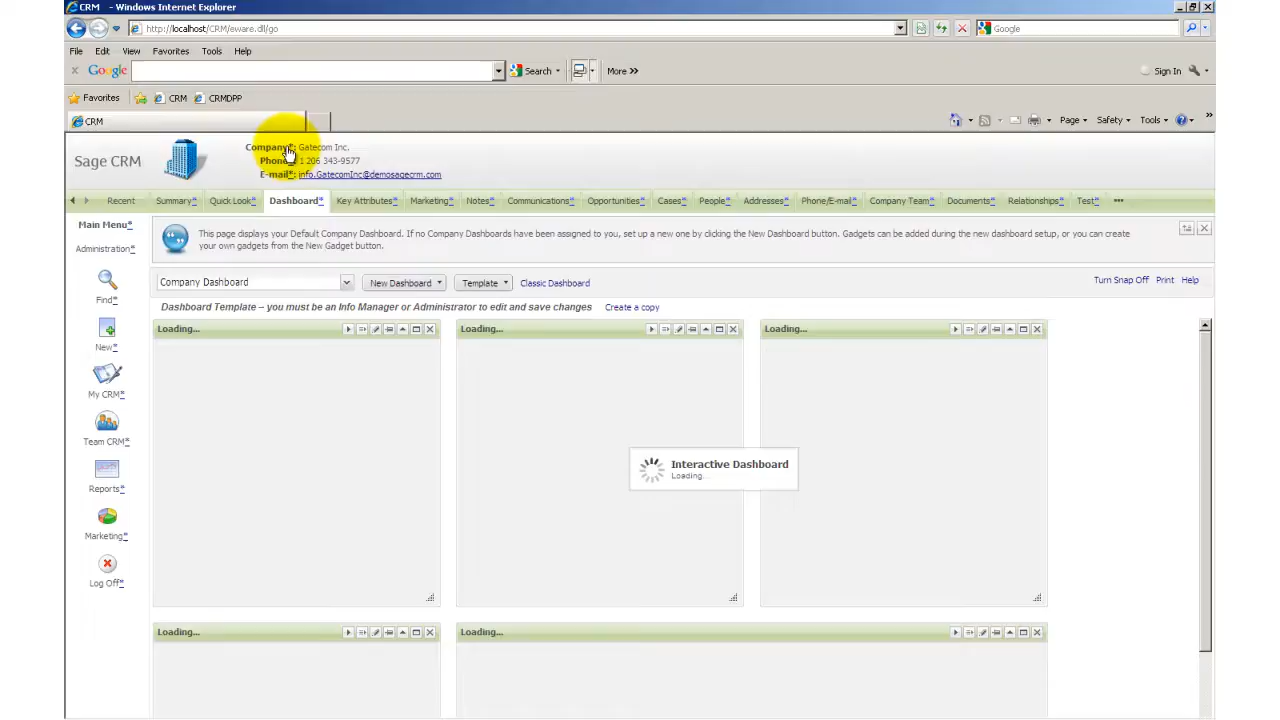 CRM - Windows Internet Explorer
http://localhost/CRM/eware.dll/go
Google
File Edit View Favorites Tools Help
x Google Search More >> Sign In
Favorites CRM CRMDPP
CRM
Page Safety Tools
Sage CRM
Company*: Gatecom Inc.
Phone*: 1 206 343-9577
E-mail*: info.GatecomInc@demosagecrm.com
Recent Summary* Quick Look* Dashboard* Key Attributes* Marketing* Notes* Communications* Opportunities* Cases* People* Addresses* Phone/E-mail* Company Team* Documents* Relationships* Test* •••
Main Menu*
Administration*
Find*
New*
My CRM*
Team CRM*
Reports*
Marketing*
Log Off*
This page displays your Default Company Dashboard. If no Company Dashboards have been assigned to you, set up a new one by clicking the New Dashboard button. Gadgets can be added during the new dashboard setup, or you can create
your own gadgets from the New Gadget button.
Company Dashboard New Dashboard Template Classic Dashboard Turn Snap Off Print Help
Dashboard Template – you must be an Info Manager or Administrator to edit and save changes Create a copy
Loading... Loading... Loading...
Interactive Dashboard
Loading...
Loading... Loading...